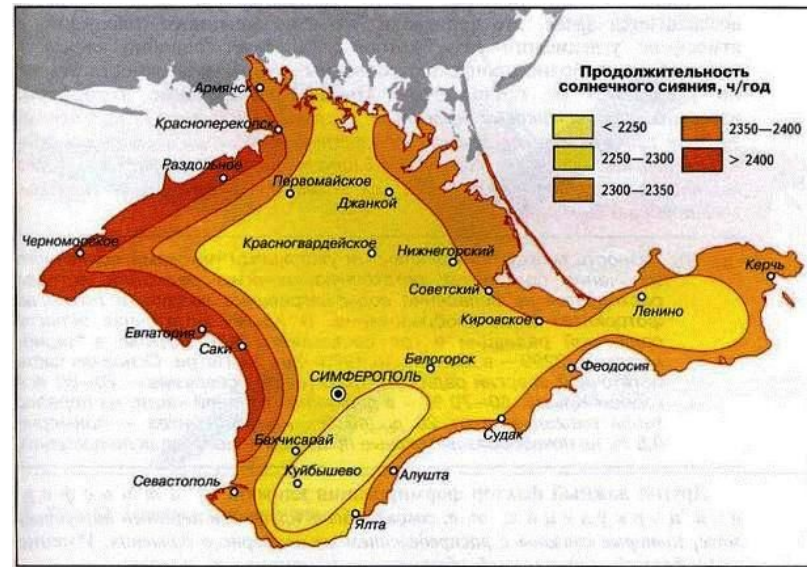 Продолжительность
солнечного сияния, ч/год
< 2250
2250—2300
2300—2350
2350—2400
> 2400
Армянск
Красноперекопск
Раздольное
Первомайское
Джанкой
Черноморское
Красногвардейское
Нижнегорский
Советский
Керчь
Ленино
Кировское
Евпатория
Саки
Белогорск
Феодосия
СИМФЕРОПОЛЬ
Бахчисарай
Судак
Куйбышево
Алушта
Севастополь
Ялта